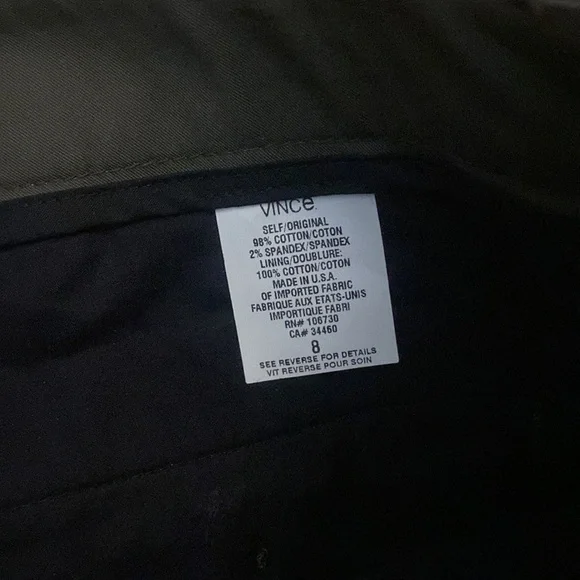 VINCe
SELF/ORIGINAL
98% COTTON/COTON
2% SPANDEX/SPANDEX
LINING/DOUBLURE:
100% COTTON/COTON
MADE IN U.S.A.
OF IMPORTED FABRIC
FABRIQUE AUX ETATS-UNIS
IMPORTIQUE FABRI
RN# 106730
CA# 34460
8
SEE REVERSE FOR DETAILS
VIT REVERSE POUR SOIN